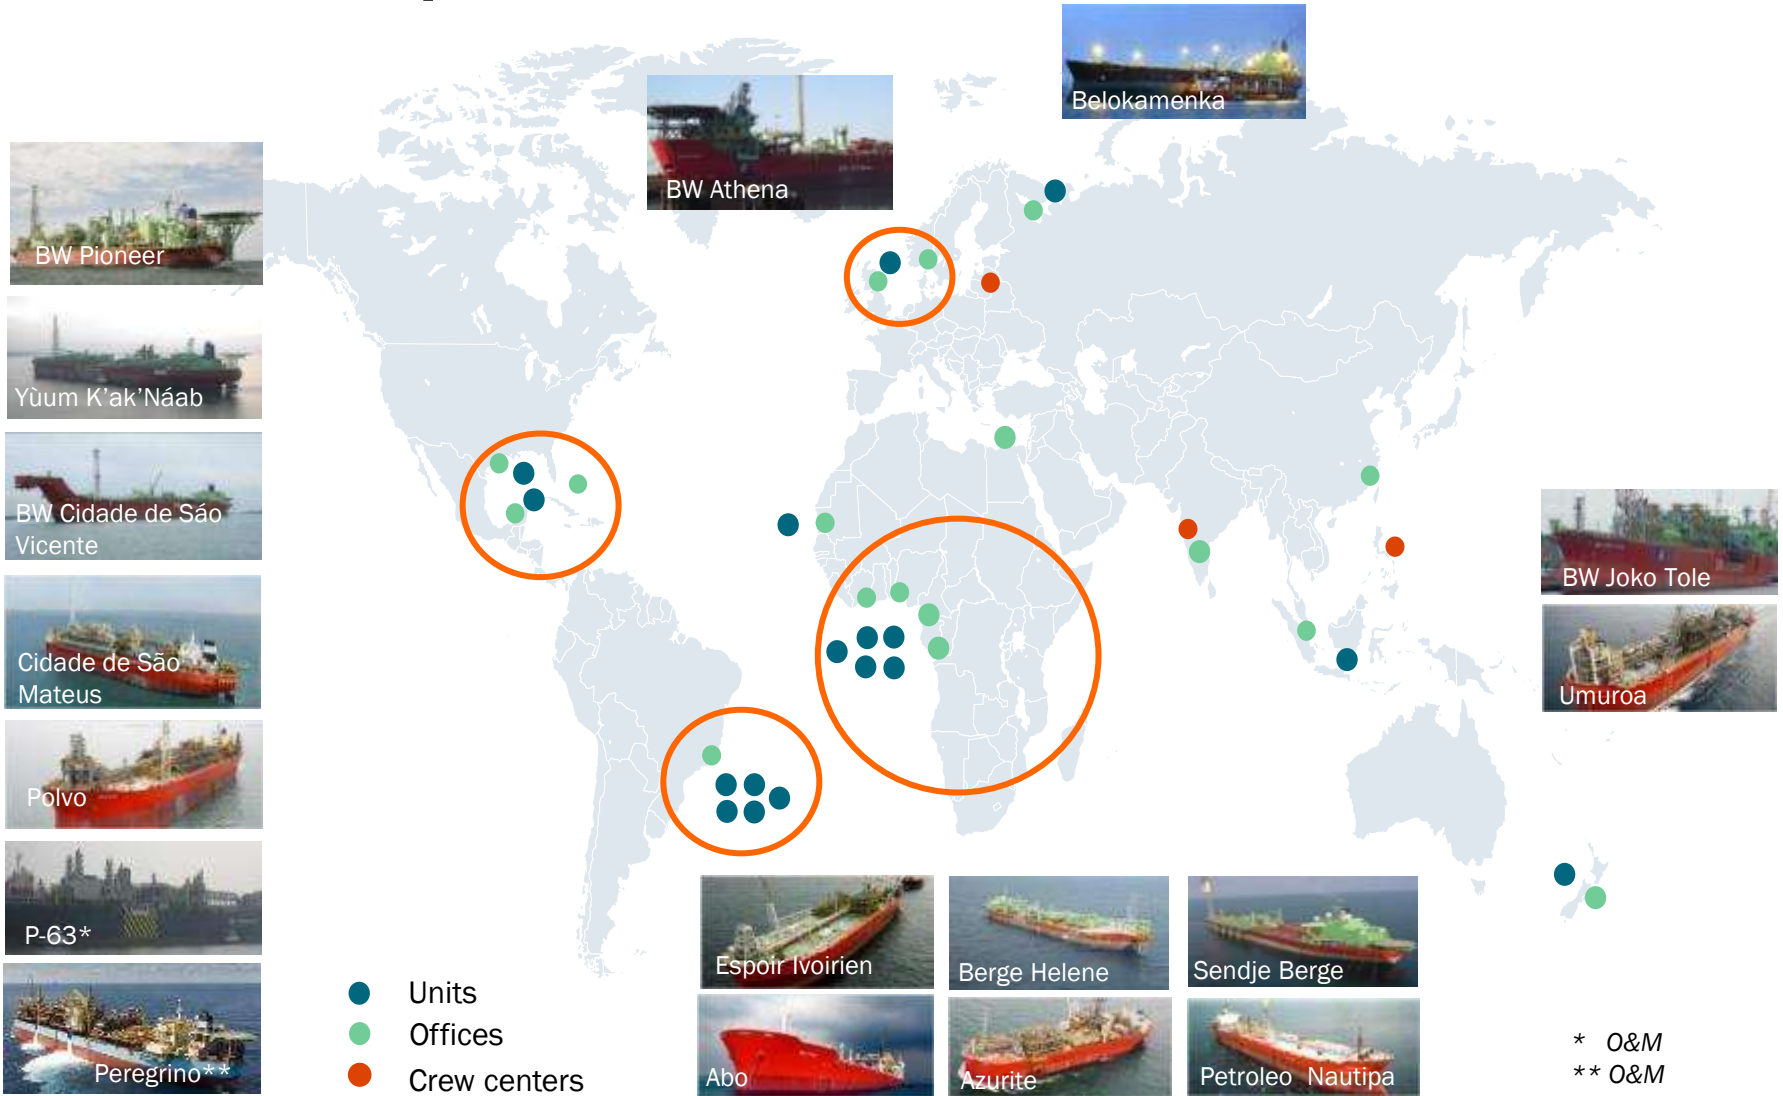 Belokamenka
BW Athena
BW Pioneer
Yùum K'ak'Náab
BW Cidade de Sáo
Vicente
Cidade de São
Mateus
Polvo
P-63*
Peregrino**
BW Joko Tole
Umuroa
Espoir Ivoirien
Berge Helene
Sendje Berge
Abo
Azurite
Petroleo Nautipa
Units
Offices
Crew centers
* O&M
** O&M